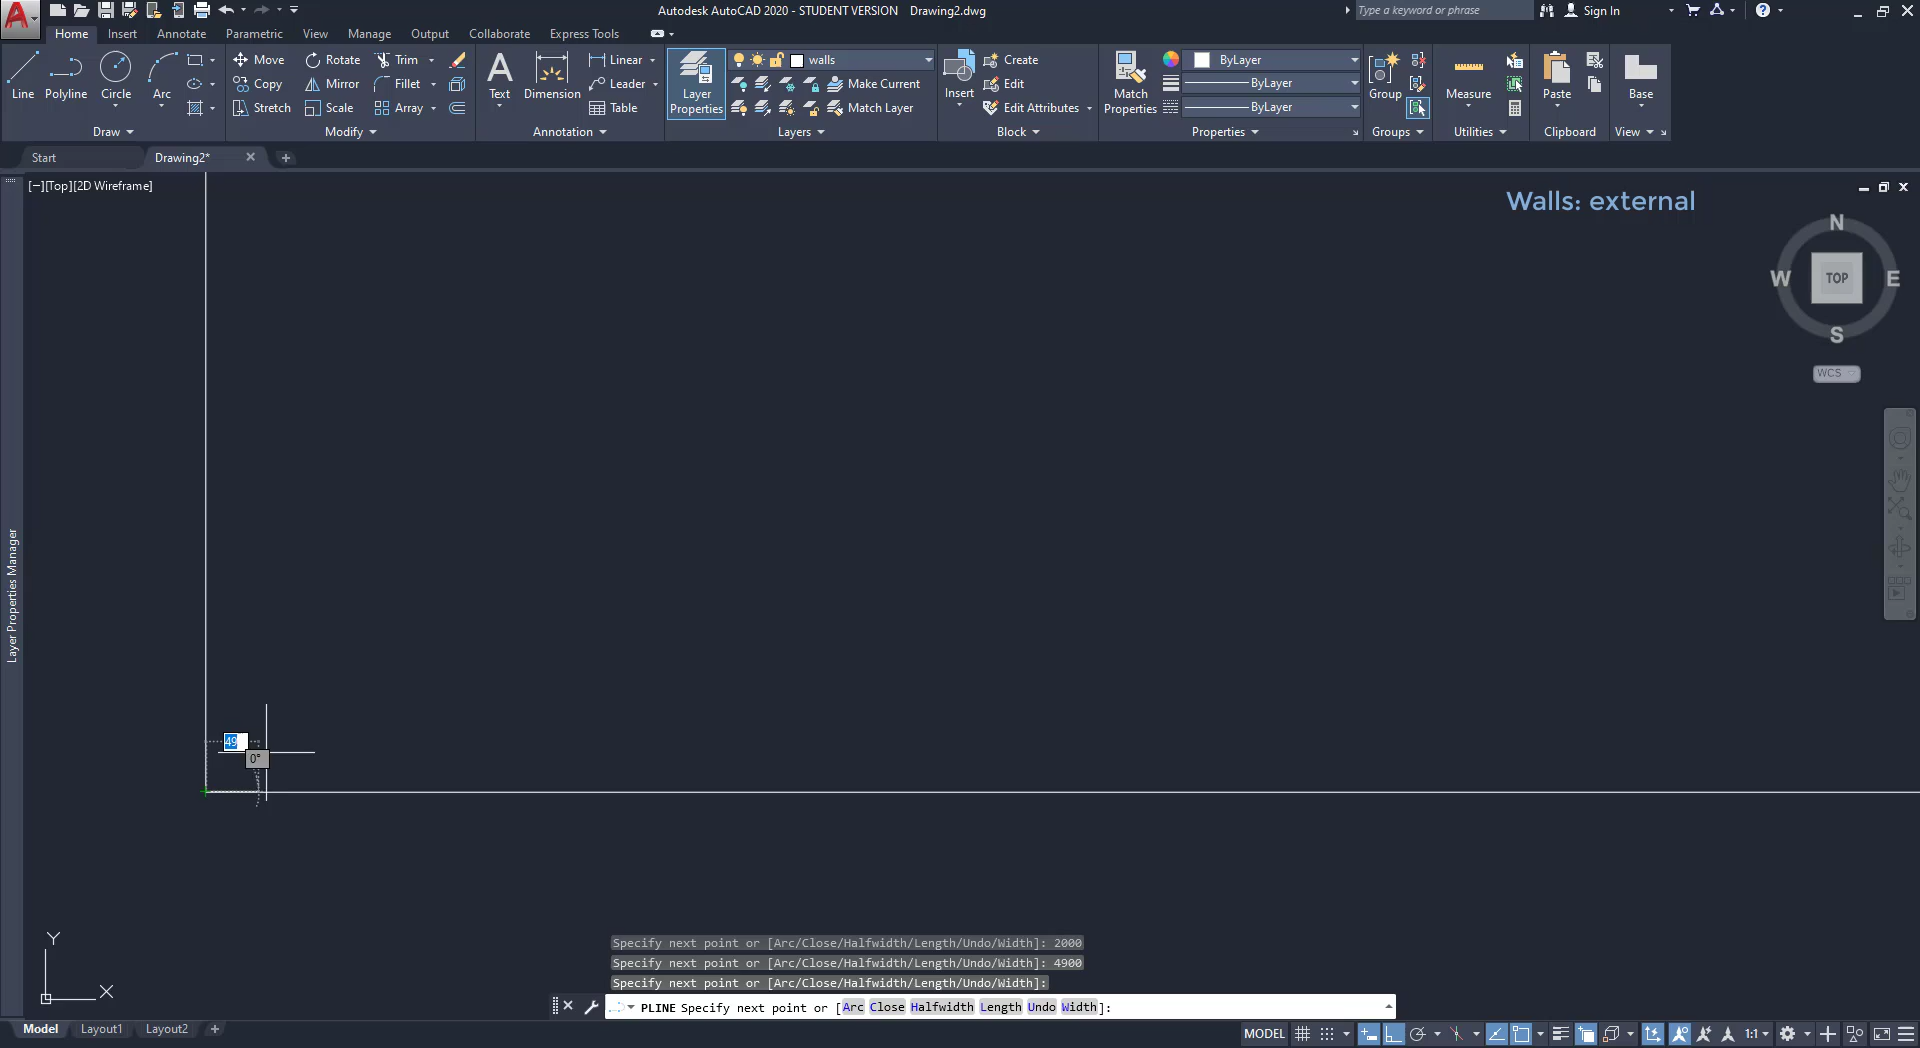 Autodesk AutoCAD 2020 - STUDENT VERSION Drawing2.dwg
Type a keyword or phrase
Sign In
Home Insert Annotate Parametric View Manage Output Collaborate Express Tools
Line Polyline Circle Arc
Move Rotate Trim
Copy Mirror Fillet
Stretch Scale Array
Text Dimension
Linear
Leader
Table
Layer Properties
walls
Make Current
Match Layer
Insert
Create
Edit
Edit Attributes
Match Properties
ByLayer
ByLayer
ByLayer
Group
Measure
Paste
Base
Draw Modify Annotation Layers Block Properties Groups Utilities Clipboard View
Start Drawing2*
[−][Top][2D Wireframe]
Walls: external
N
W TOP E
S
WCS
Layer Properties Manager
49
0°
Y
X
Specify next point or [Arc/Close/Halfwidth/Length/Undo/Width]: 2000
Specify next point or [Arc/Close/Halfwidth/Length/Undo/Width]: 4900
Specify next point or [Arc/Close/Halfwidth/Length/Undo/Width]:
PLINE Specify next point or [Arc Close Halfwidth Length Undo Width]:
Model Layout1 Layout2
MODEL
1:1